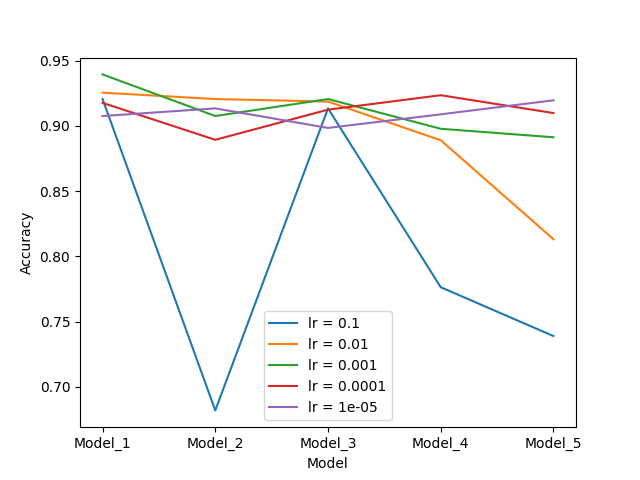 0.95
0.90
0.85
0.80
0.75
0.70
Accuracy
lr = 0.1
lr = 0.01
lr = 0.001
lr = 0.0001
lr = 1e-05
Model_1 Model_2 Model_3 Model_4 Model_5
Model